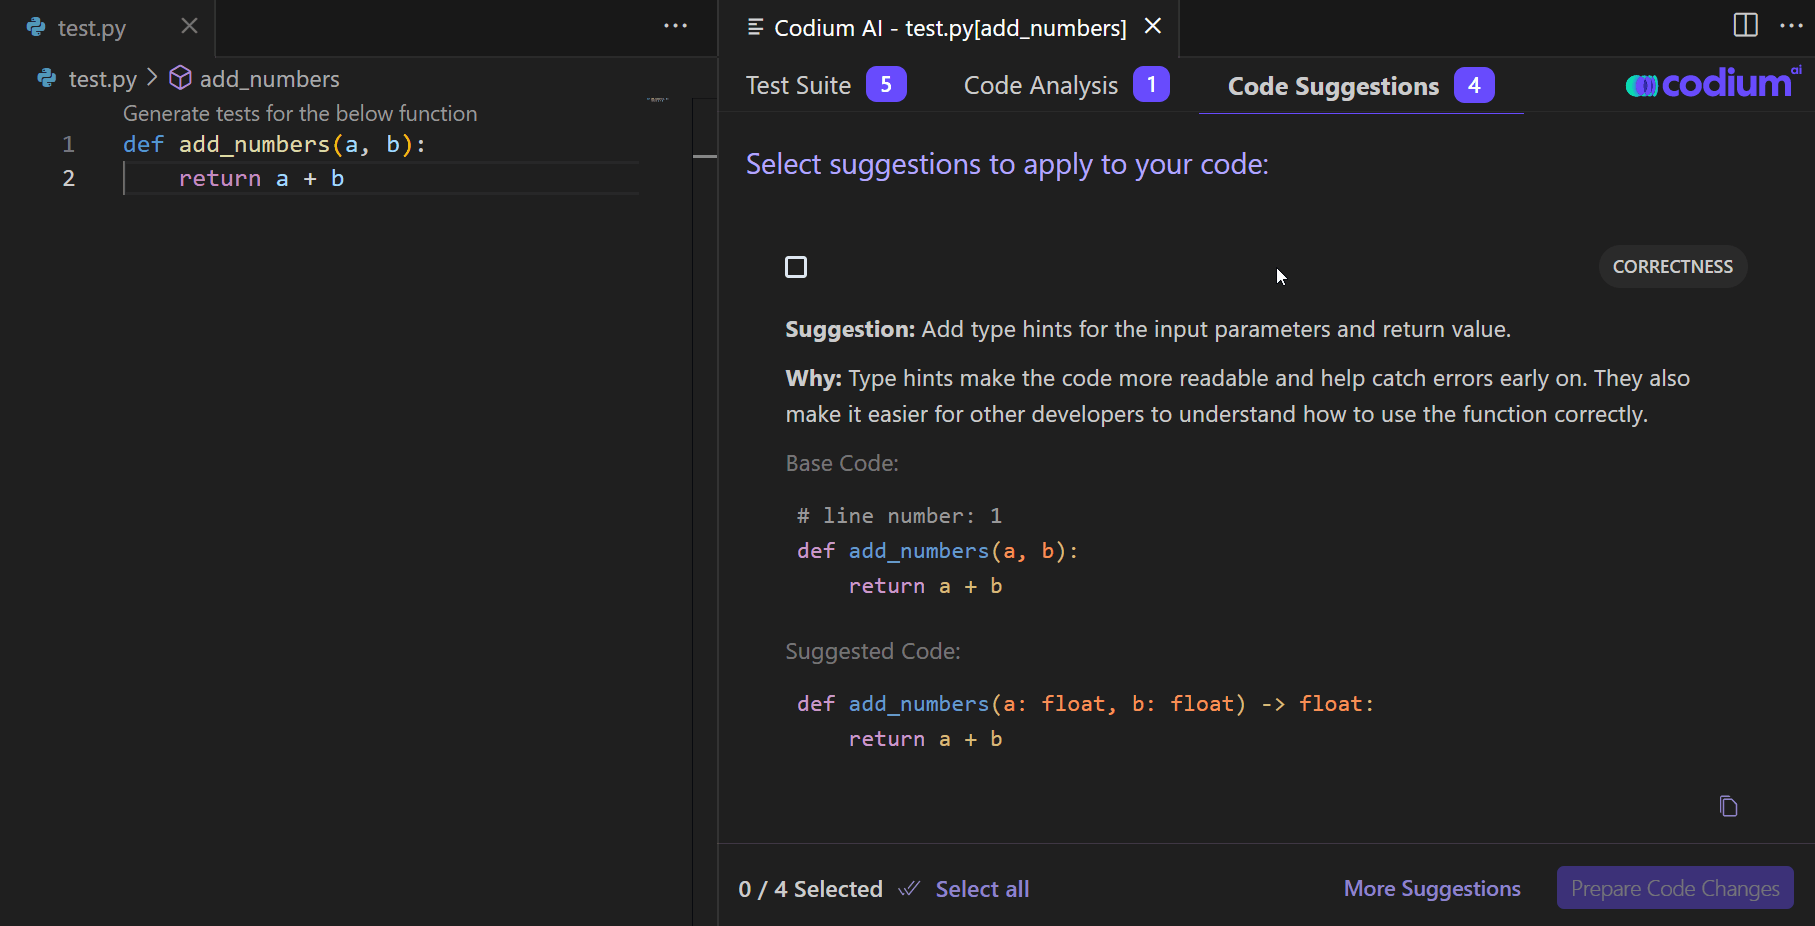 test.py
test.py > add_numbers
Generate tests for the below function
1 def add_numbers(a, b):
2     return a + b
Codium AI - test.py[add_numbers]
Test Suite 5 Code Analysis 1 Code Suggestions 4 codium ai
Select suggestions to apply to your code:
CORRECTNESS
Suggestion: Add type hints for the input parameters and return value.
Why: Type hints make the code more readable and help catch errors early on. They also
make it easier for other developers to understand how to use the function correctly.
Base Code:
# line number: 1
def add_numbers(a, b):
    return a + b
Suggested Code:
def add_numbers(a: float, b: float) -> float:
    return a + b
0 / 4 Selected Select all More Suggestions Prepare Code Changes